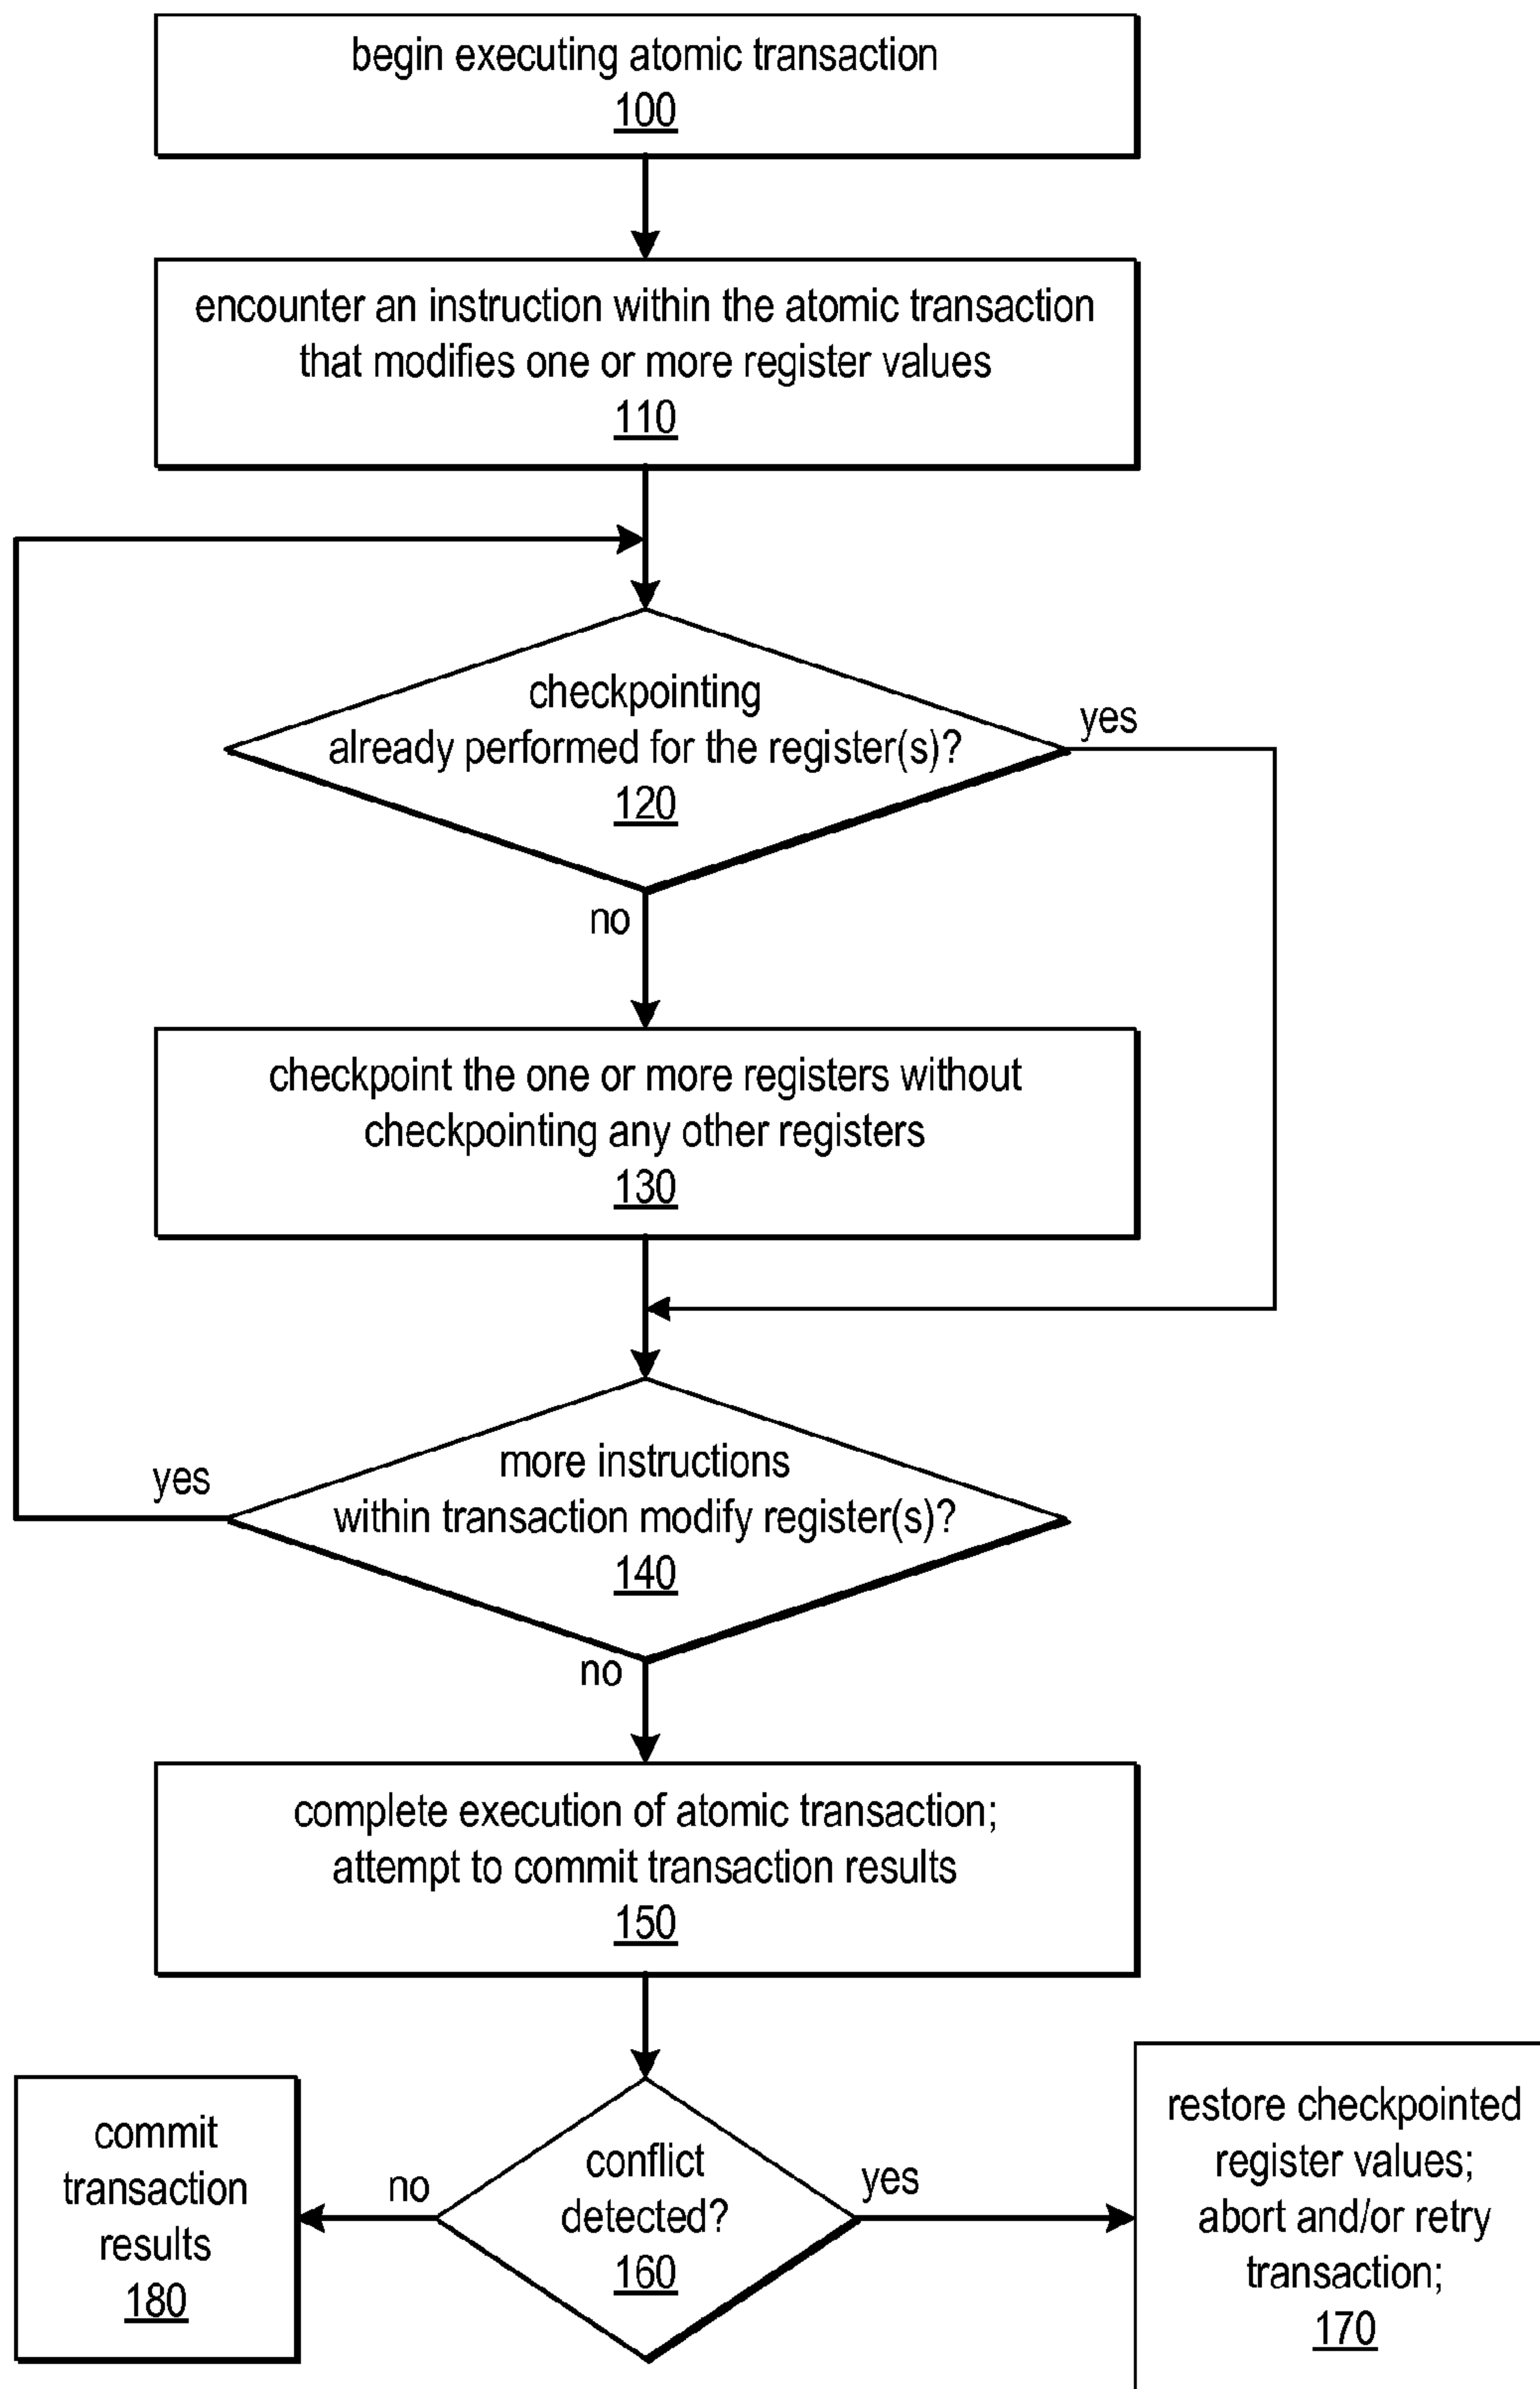 begin executing atomic transaction
100
encounter an instruction within the atomic transaction
that modifies one or more register values
110
checkpointing
already performed for the register(s)?
120
yes
no
checkpoint the one or more registers without
checkpointing any other registers
130
more instructions
within transaction modify register(s)?
140
yes
no
complete execution of atomic transaction;
attempt to commit transaction results
150
commit
transaction
results
180
no
conflict
detected?
160
yes
restore checkpointed
register values;
abort and/or retry
transaction;
170